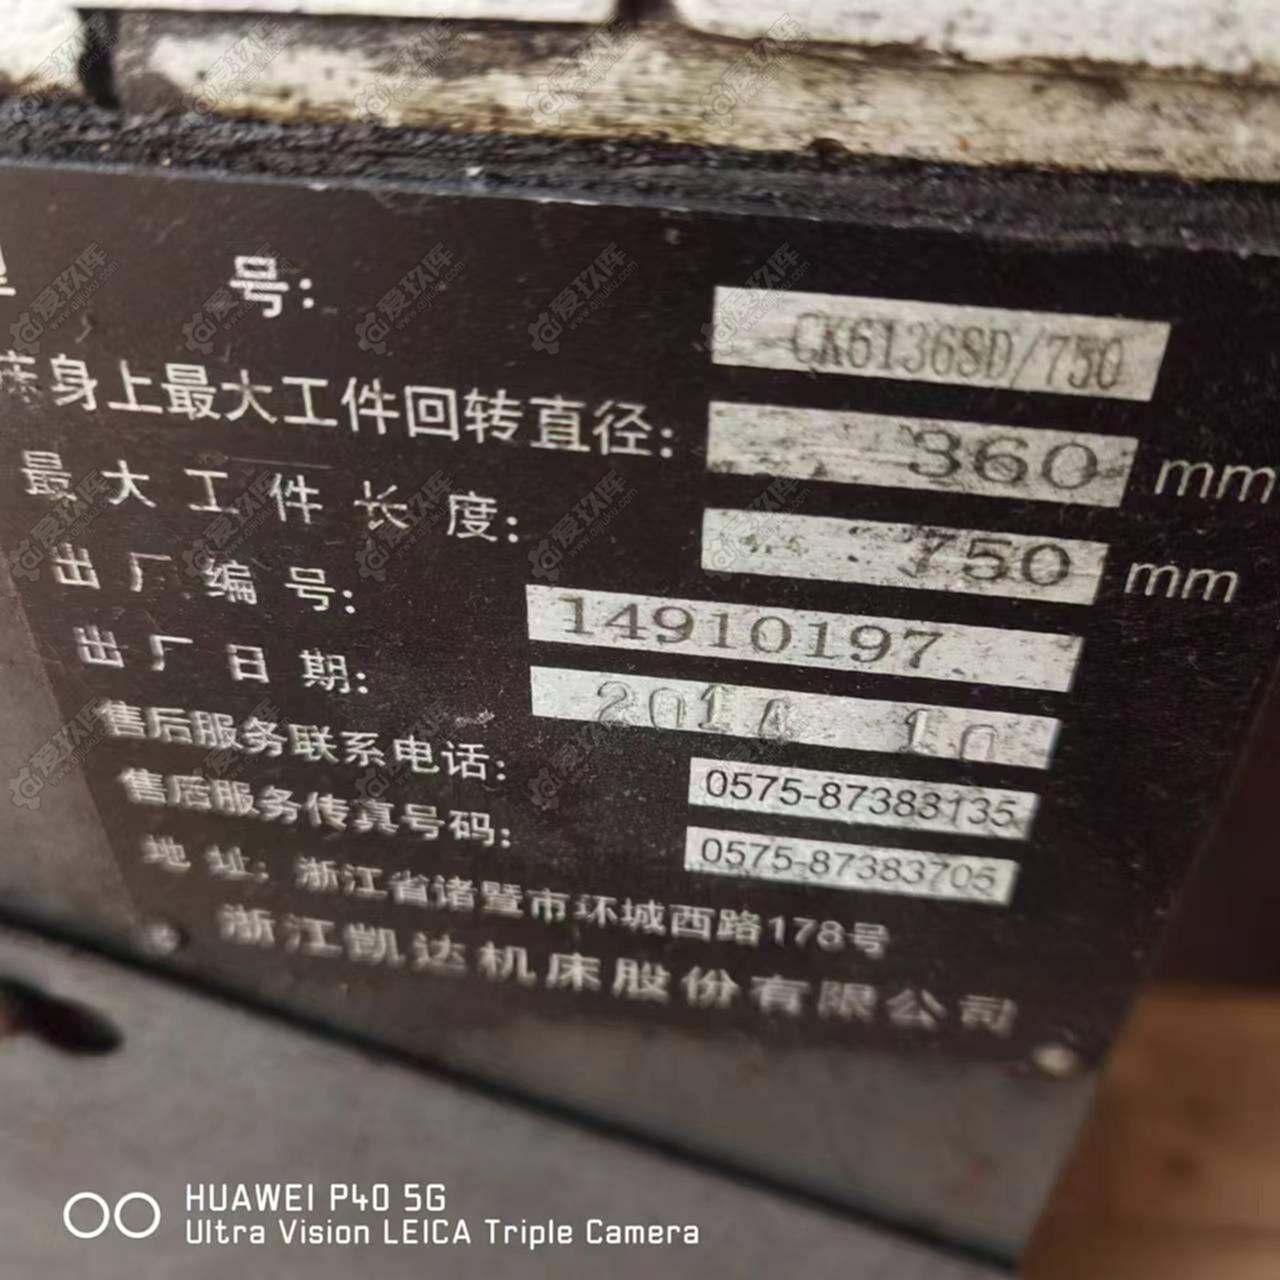 号: CK6136SD/750
床身上最大工件回转直径: 360 mm
最大工件长度: 750 mm
出厂编号: 14910197
出厂日期: 2014 10
售后服务联系电话: 0575-87383135
售后服务传真号码: 0575-87383705
地址: 浙江省诸暨市环城西路178号
浙江凯达机床股份有限公司
HUAWEI P40 5G
Ultra Vision LEICA Triple Camera